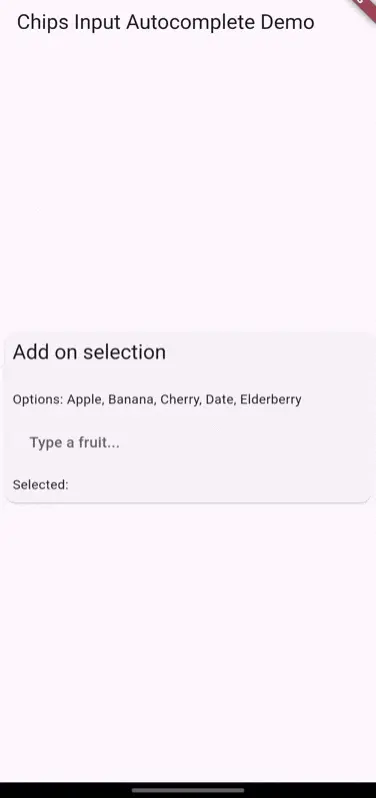 Chips Input Autocomplete Demo
Add on selection
Options: Apple, Banana, Cherry, Date, Elderberry
Type a fruit...
Selected: